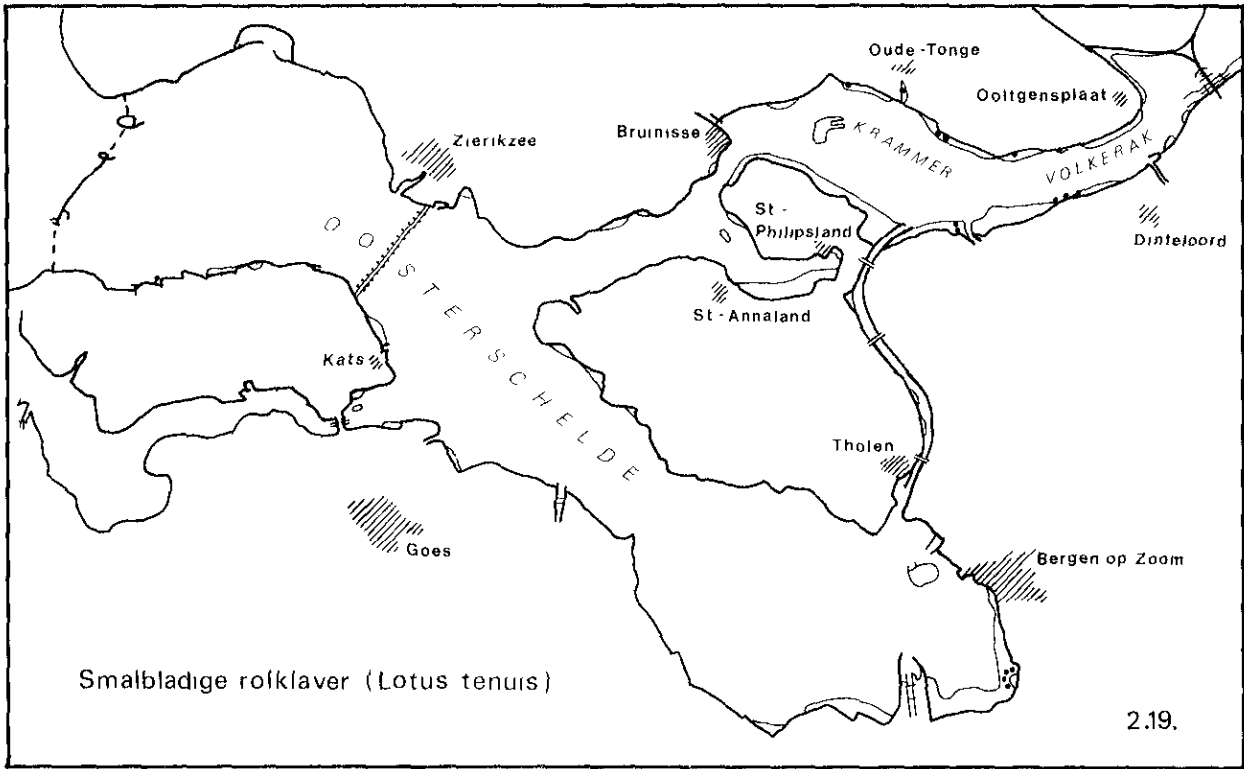 Oude-Tonge
Ooltgensplaat
Zierikzee
Bruinisse
KRAMMER
VOLKERAK
St-
Philipsland
Dinteloord
OOSTERSCHELDE
St-Annaland
Kats
Tholen
Goes
Bergen op Zoom
Smalbladige rolklaver (Lotus tenuis)
2.19.